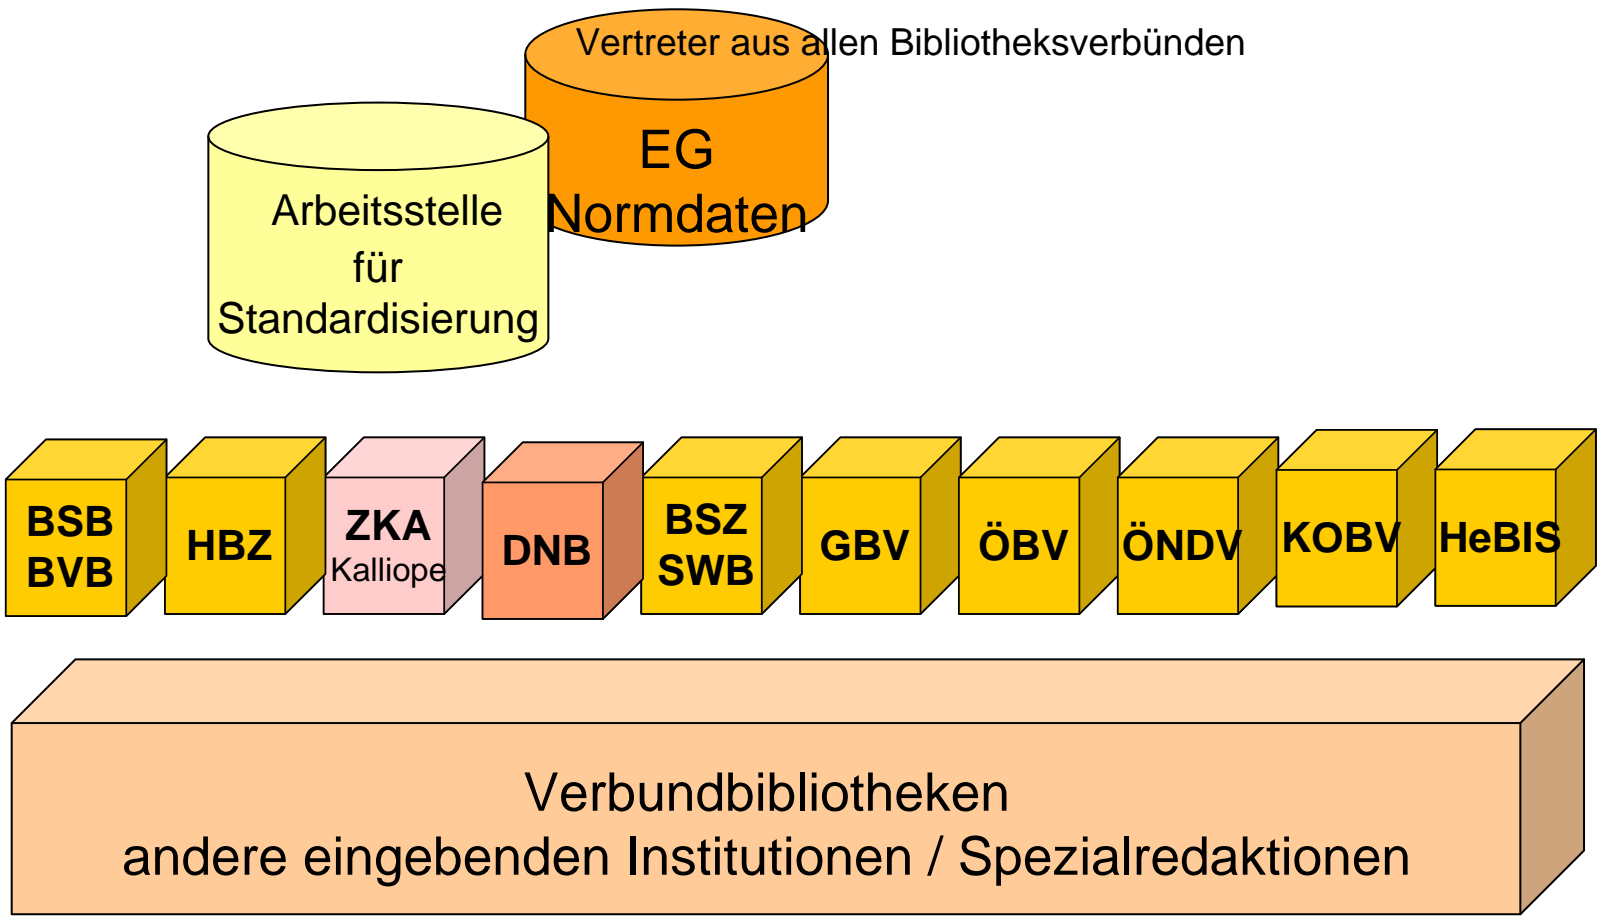 Vertreter aus allen Bibliotheksverbünden
EG
Normdaten
Arbeitsstelle
für
Standardisierung
BSB
BVB
HBZ
ZKA
Kalliope
DNB
BSZ
SWB
GBV
ÖBV
ÖNDV
KOBV
HeBIS
Verbundbibliotheken
andere eingebenden Institutionen / Spezialredaktionen